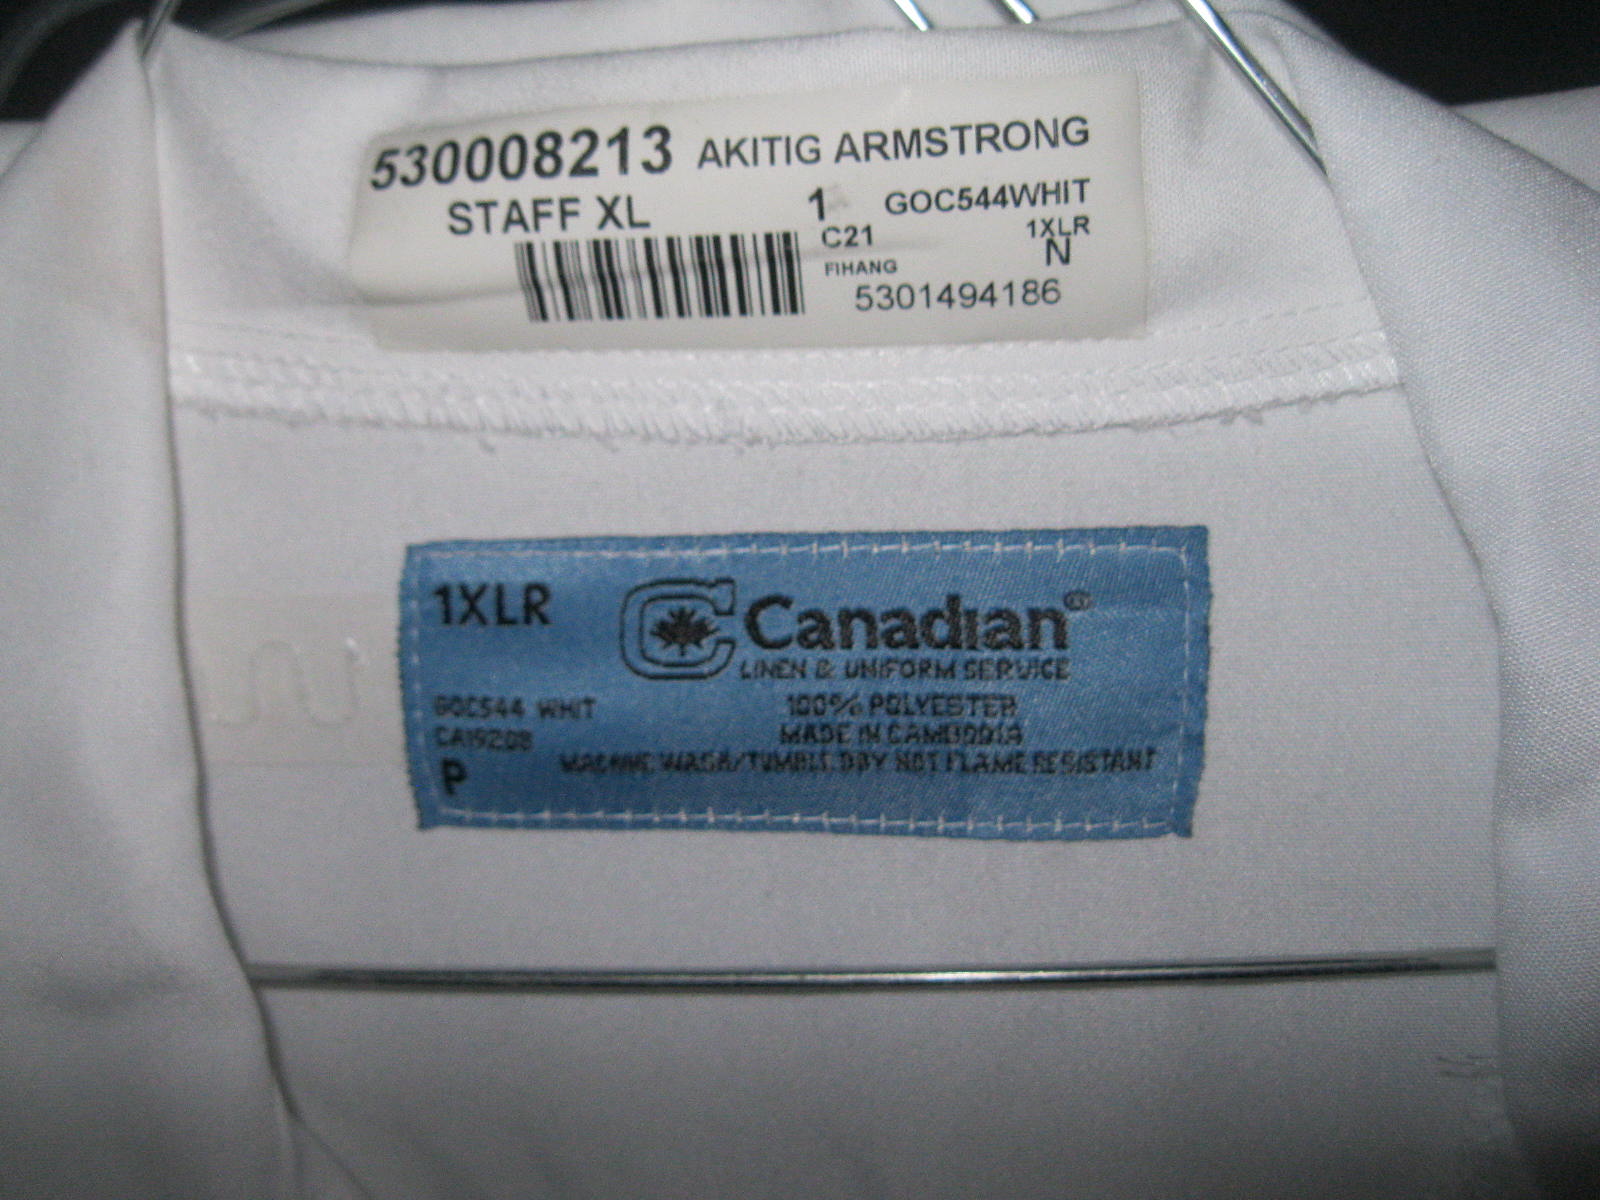 530008213 AKITIG ARMSTRONG
STAFF XL 1 GOC544WHIT
C21 1XLR
N
FIHANG
5301494186
1XLR C Canadian®
LINEN & UNIFORM SERVICE
GOC544 WHIT 100% POLYESTER
CA19208 MADE IN CAMBODIA
P MACHINE WASH/TUMBLE DRY NOT FLAME RESISTANT